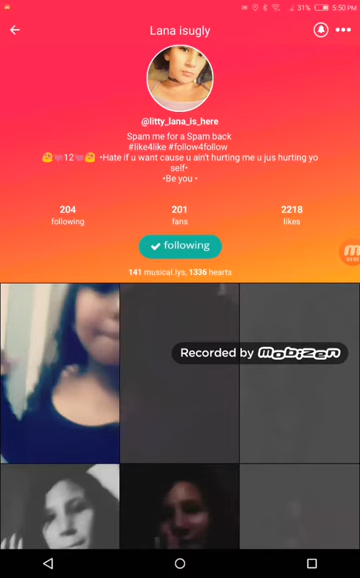 31% 5:50 PM
Lana isugly
@litty_lana_is_here
Spam me for a Spam back
#like4like #follow4follow
12 •Hate if u want cause u ain't hurting me u jus hurting yo
self•
•Be you •
204 201 2218
following fans likes
following
141 musical.lys, 1336 hearts
Recorded by mobizen